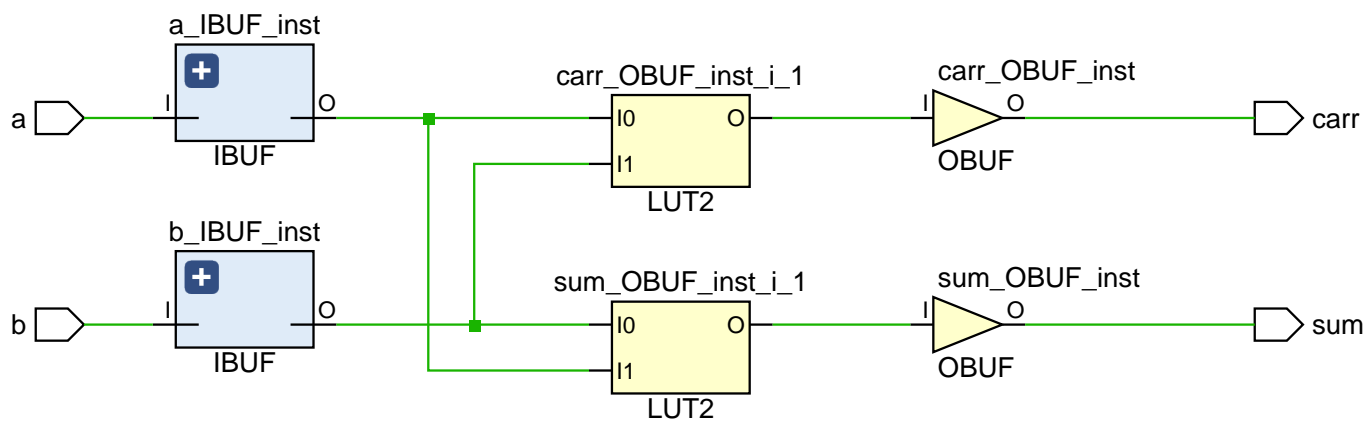 a_IBUF_inst
carr_OBUF_inst_i_1
carr_OBUF_inst
a
I
O
IBUF
I0
I1
O
LUT2
I
O
OBUF
carr
b_IBUF_inst
sum_OBUF_inst_i_1
sum_OBUF_inst
b
I
O
IBUF
I0
I1
O
LUT2
I
O
OBUF
sum